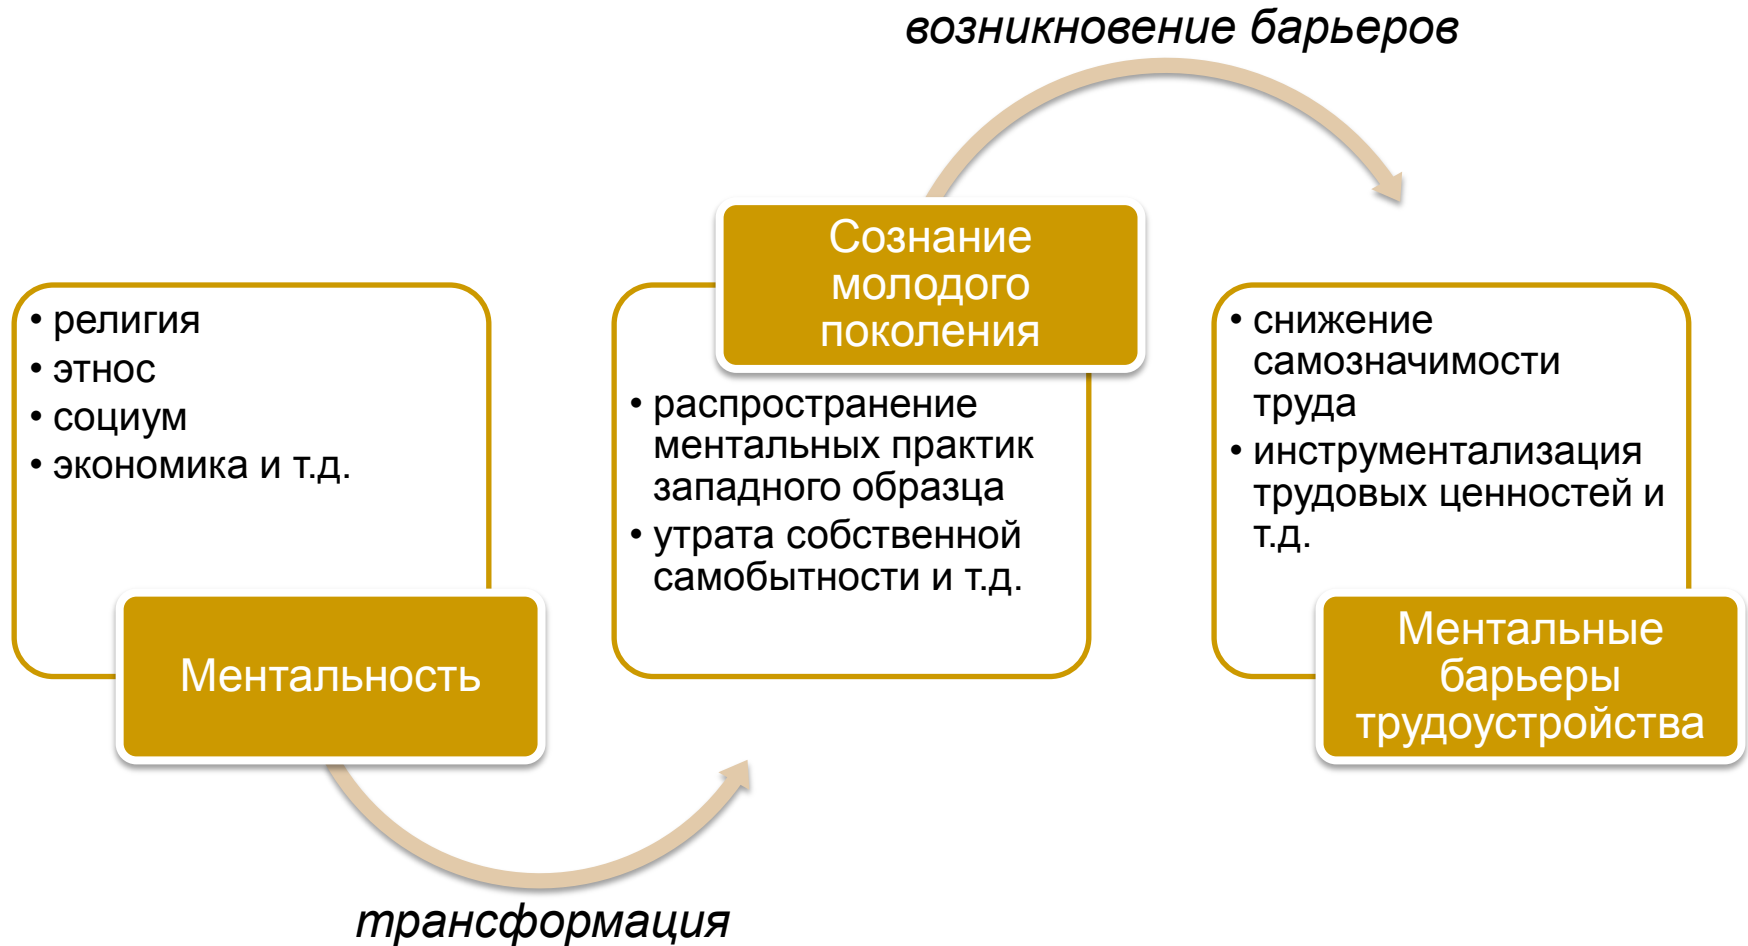 возникновение барьеров
• религия
• этнос
• социум
• экономика и т.д.
Ментальность
трансформация
Сознание
молодого
поколения
• распространение
ментальных практик
западного образца
• утрата собственной
самобытности и т.д.
• снижение
самозначимости
труда
• инструментализация
трудовых ценностей и
т.д.
Ментальные
барьеры
трудоустройства